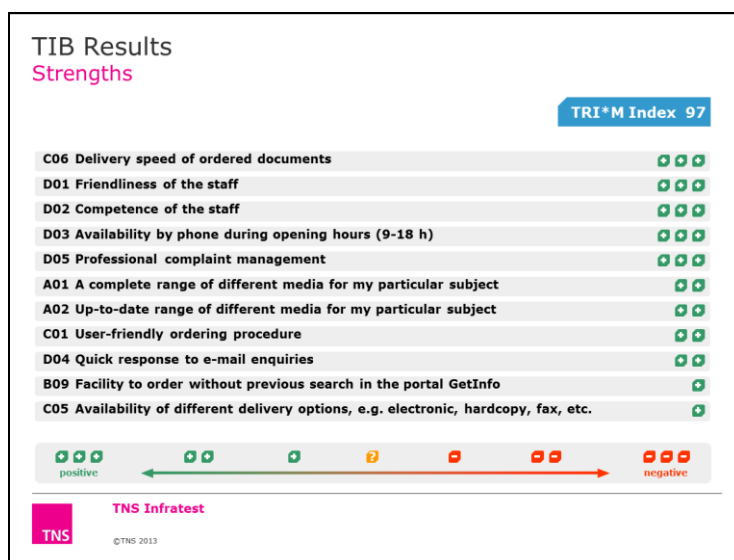 TIB Results
Strengths
TRI*M Index 97
C06 Delivery speed of ordered documents
D01 Friendliness of the staff
D02 Competence of the staff
D03 Availability by phone during opening hours (9-18 h)
D05 Professional complaint management
A01 A complete range of different media for my particular subject
A02 Up-to-date range of different media for my particular subject
C01 User-friendly ordering procedure
D04 Quick response to e-mail enquiries
B09 Facility to order without previous search in the portal GetInfo
C05 Availability of different delivery options, e.g. electronic, hardcopy, fax, etc.
?
positive negative
TNS Infratest
TNS
©TNS 2013